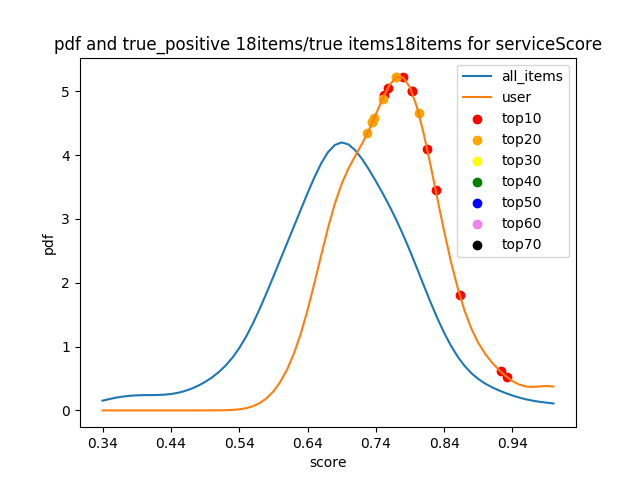 pdf and true_positive 18items/true items18items for serviceScore
all_items
user
top10
top20
top30
top40
top50
top60
top70
pdf
5
4
3
2
1
0
0.34 0.44 0.54 0.64 0.74 0.84 0.94
score